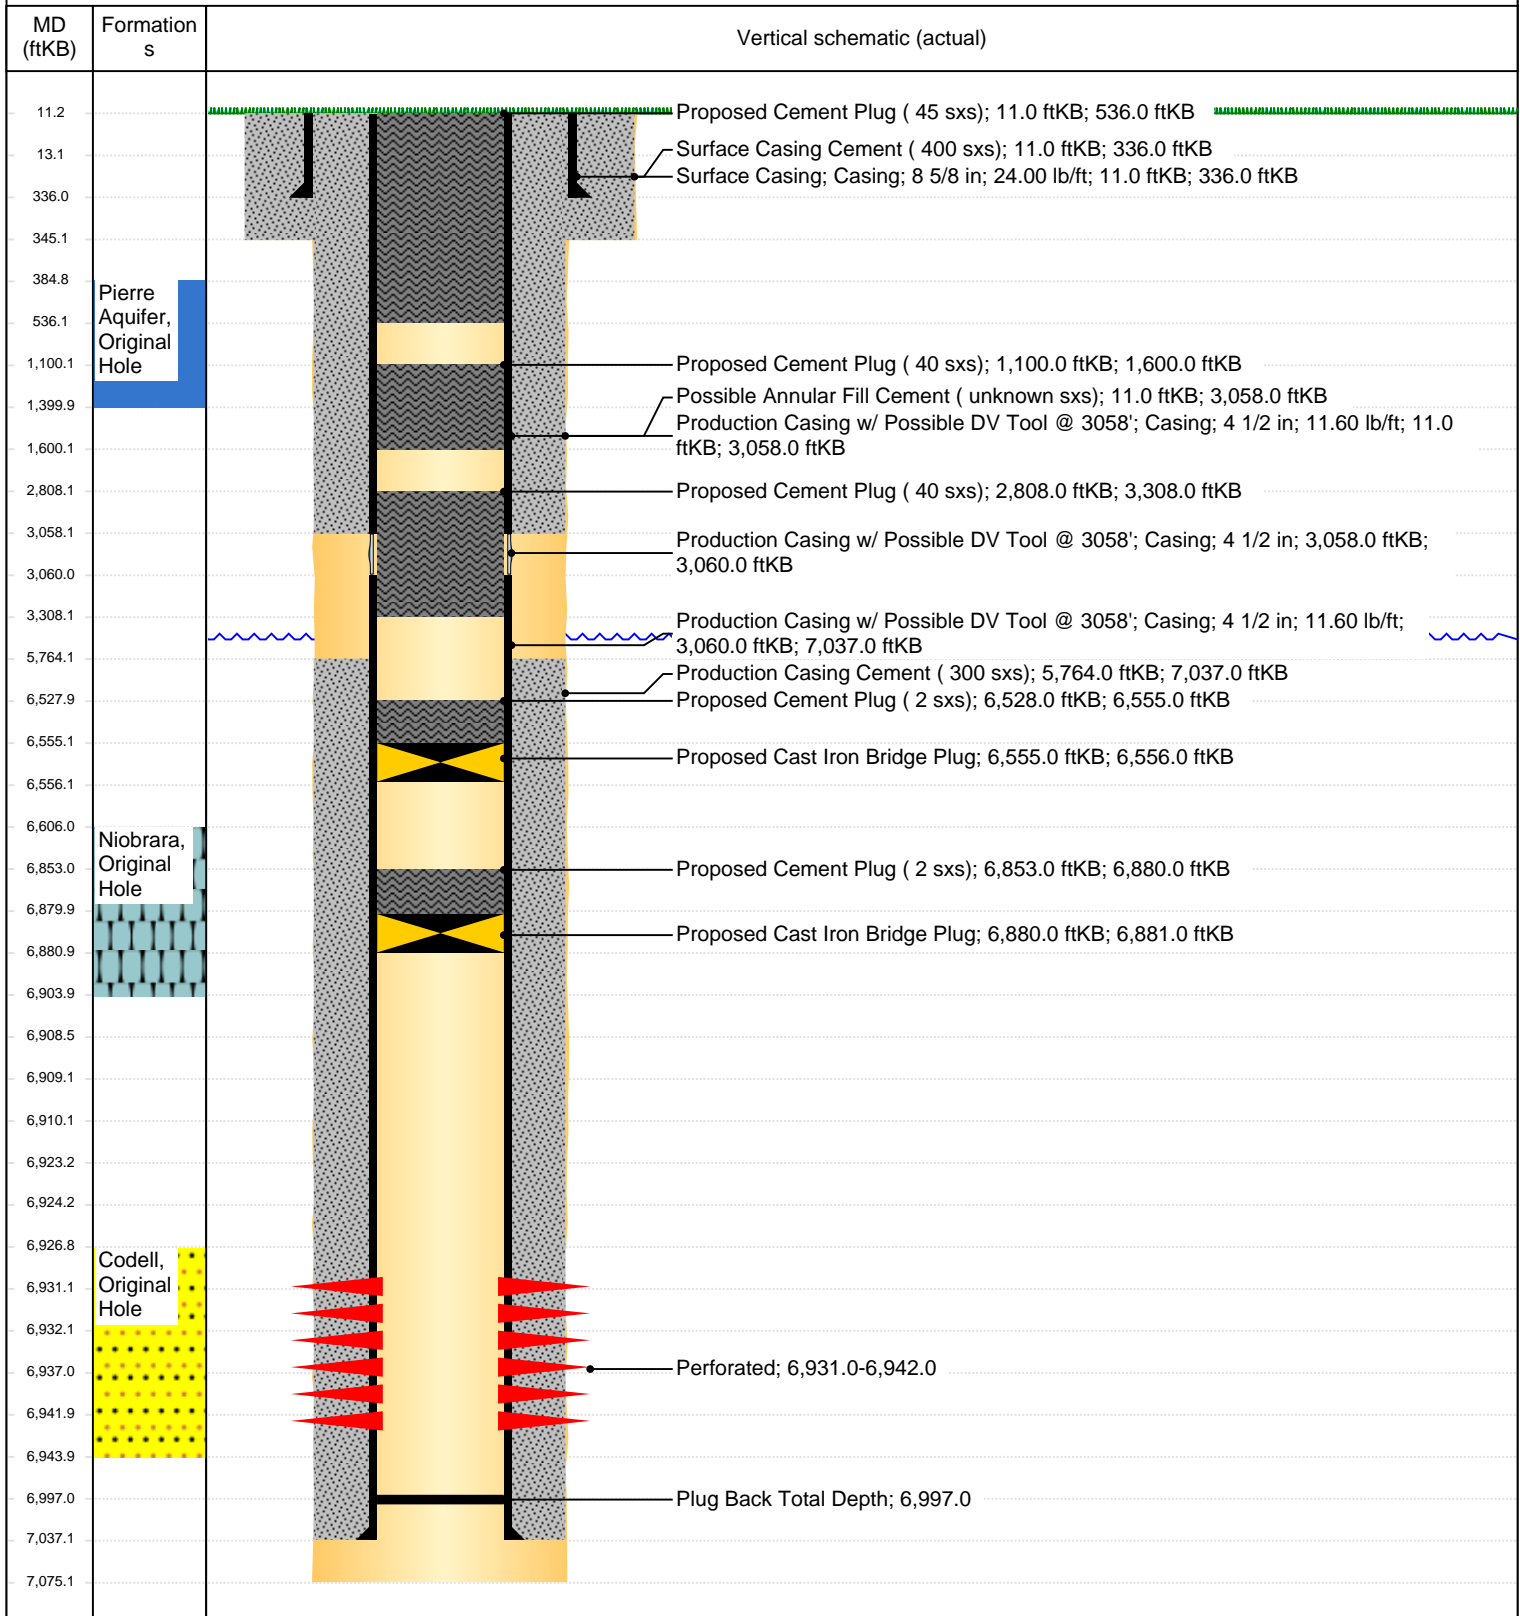 MD
(ftKB)
Formation
s
Vertical schematic (actual)
11.2
13.1
336.0
345.1
384.8
536.1
1,100.1
1,399.9
1,600.1
2,808.1
3,058.1
3,060.0
3,308.1
5,764.1
6,527.9
6,555.1
6,556.1
6,606.0
6,853.0
6,879.9
6,880.9
6,903.9
6,908.5
6,909.1
6,910.1
6,923.2
6,924.2
6,926.8
6,931.1
6,932.1
6,937.0
6,941.9
6,943.9
6,997.0
7,037.1
7,075.1
Pierre
Aquifer,
Original
Hole
Niobrara,
Original
Hole
Codell,
Original
Hole
Proposed Cement Plug ( 45 sxs); 11.0 ftKB; 536.0 ftKB
Surface Casing Cement ( 400 sxs); 11.0 ftKB; 336.0 ftKB
Surface Casing; Casing; 8 5/8 in; 24.00 lb/ft; 11.0 ftKB; 336.0 ftKB
Proposed Cement Plug ( 40 sxs); 1,100.0 ftKB; 1,600.0 ftKB
Possible Annular Fill Cement ( unknown sxs); 11.0 ftKB; 3,058.0 ftKB
Production Casing w/ Possible DV Tool @ 3058'; Casing; 4 1/2 in; 11.60 lb/ft; 11.0
ftKB; 3,058.0 ftKB
Proposed Cement Plug ( 40 sxs); 2,808.0 ftKB; 3,308.0 ftKB
Production Casing w/ Possible DV Tool @ 3058'; Casing; 4 1/2 in; 3,058.0 ftKB;
3,060.0 ftKB
Production Casing w/ Possible DV Tool @ 3058'; Casing; 4 1/2 in; 11.60 lb/ft;
3,060.0 ftKB; 7,037.0 ftKB
Production Casing Cement ( 300 sxs); 5,764.0 ftKB; 7,037.0 ftKB
Proposed Cement Plug ( 2 sxs); 6,528.0 ftKB; 6,555.0 ftKB
Proposed Cast Iron Bridge Plug; 6,555.0 ftKB; 6,556.0 ftKB
Proposed Cement Plug ( 2 sxs); 6,853.0 ftKB; 6,880.0 ftKB
Proposed Cast Iron Bridge Plug; 6,880.0 ftKB; 6,881.0 ftKB
Perforated; 6,931.0-6,942.0
Plug Back Total Depth; 6,997.0